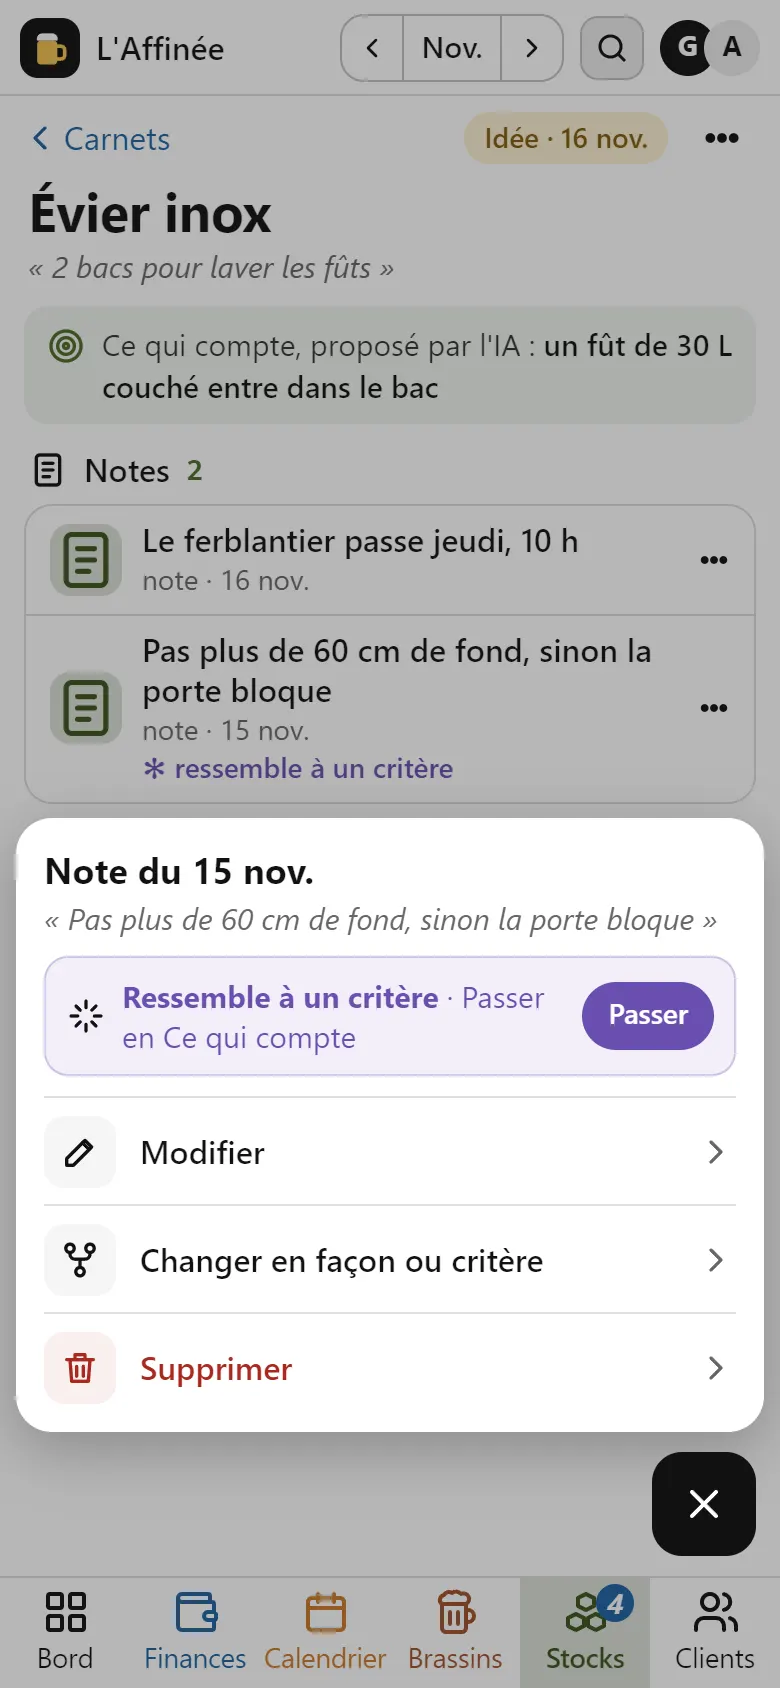 L'Affinée
Nov.
G
A
Carnets
Idée · 16 nov.
Évier inox
« 2 bacs pour laver les fûts »
Ce qui compte, proposé par l'IA : un fût de 30 L
couché entre dans le bac
Notes 2
Le ferblantier passe jeudi, 10 h
note · 16 nov.
Pas plus de 60 cm de fond, sinon la
porte bloque
note · 15 nov.
ressemble à un critère
Note du 15 nov.
« Pas plus de 60 cm de fond, sinon la porte bloque »
Ressemble à un critère · Passer
en Ce qui compte
Passer
Modifier
Changer en façon ou critère
Supprimer
4
Bord
Finances
Calendrier
Brassins
Stocks
Clients